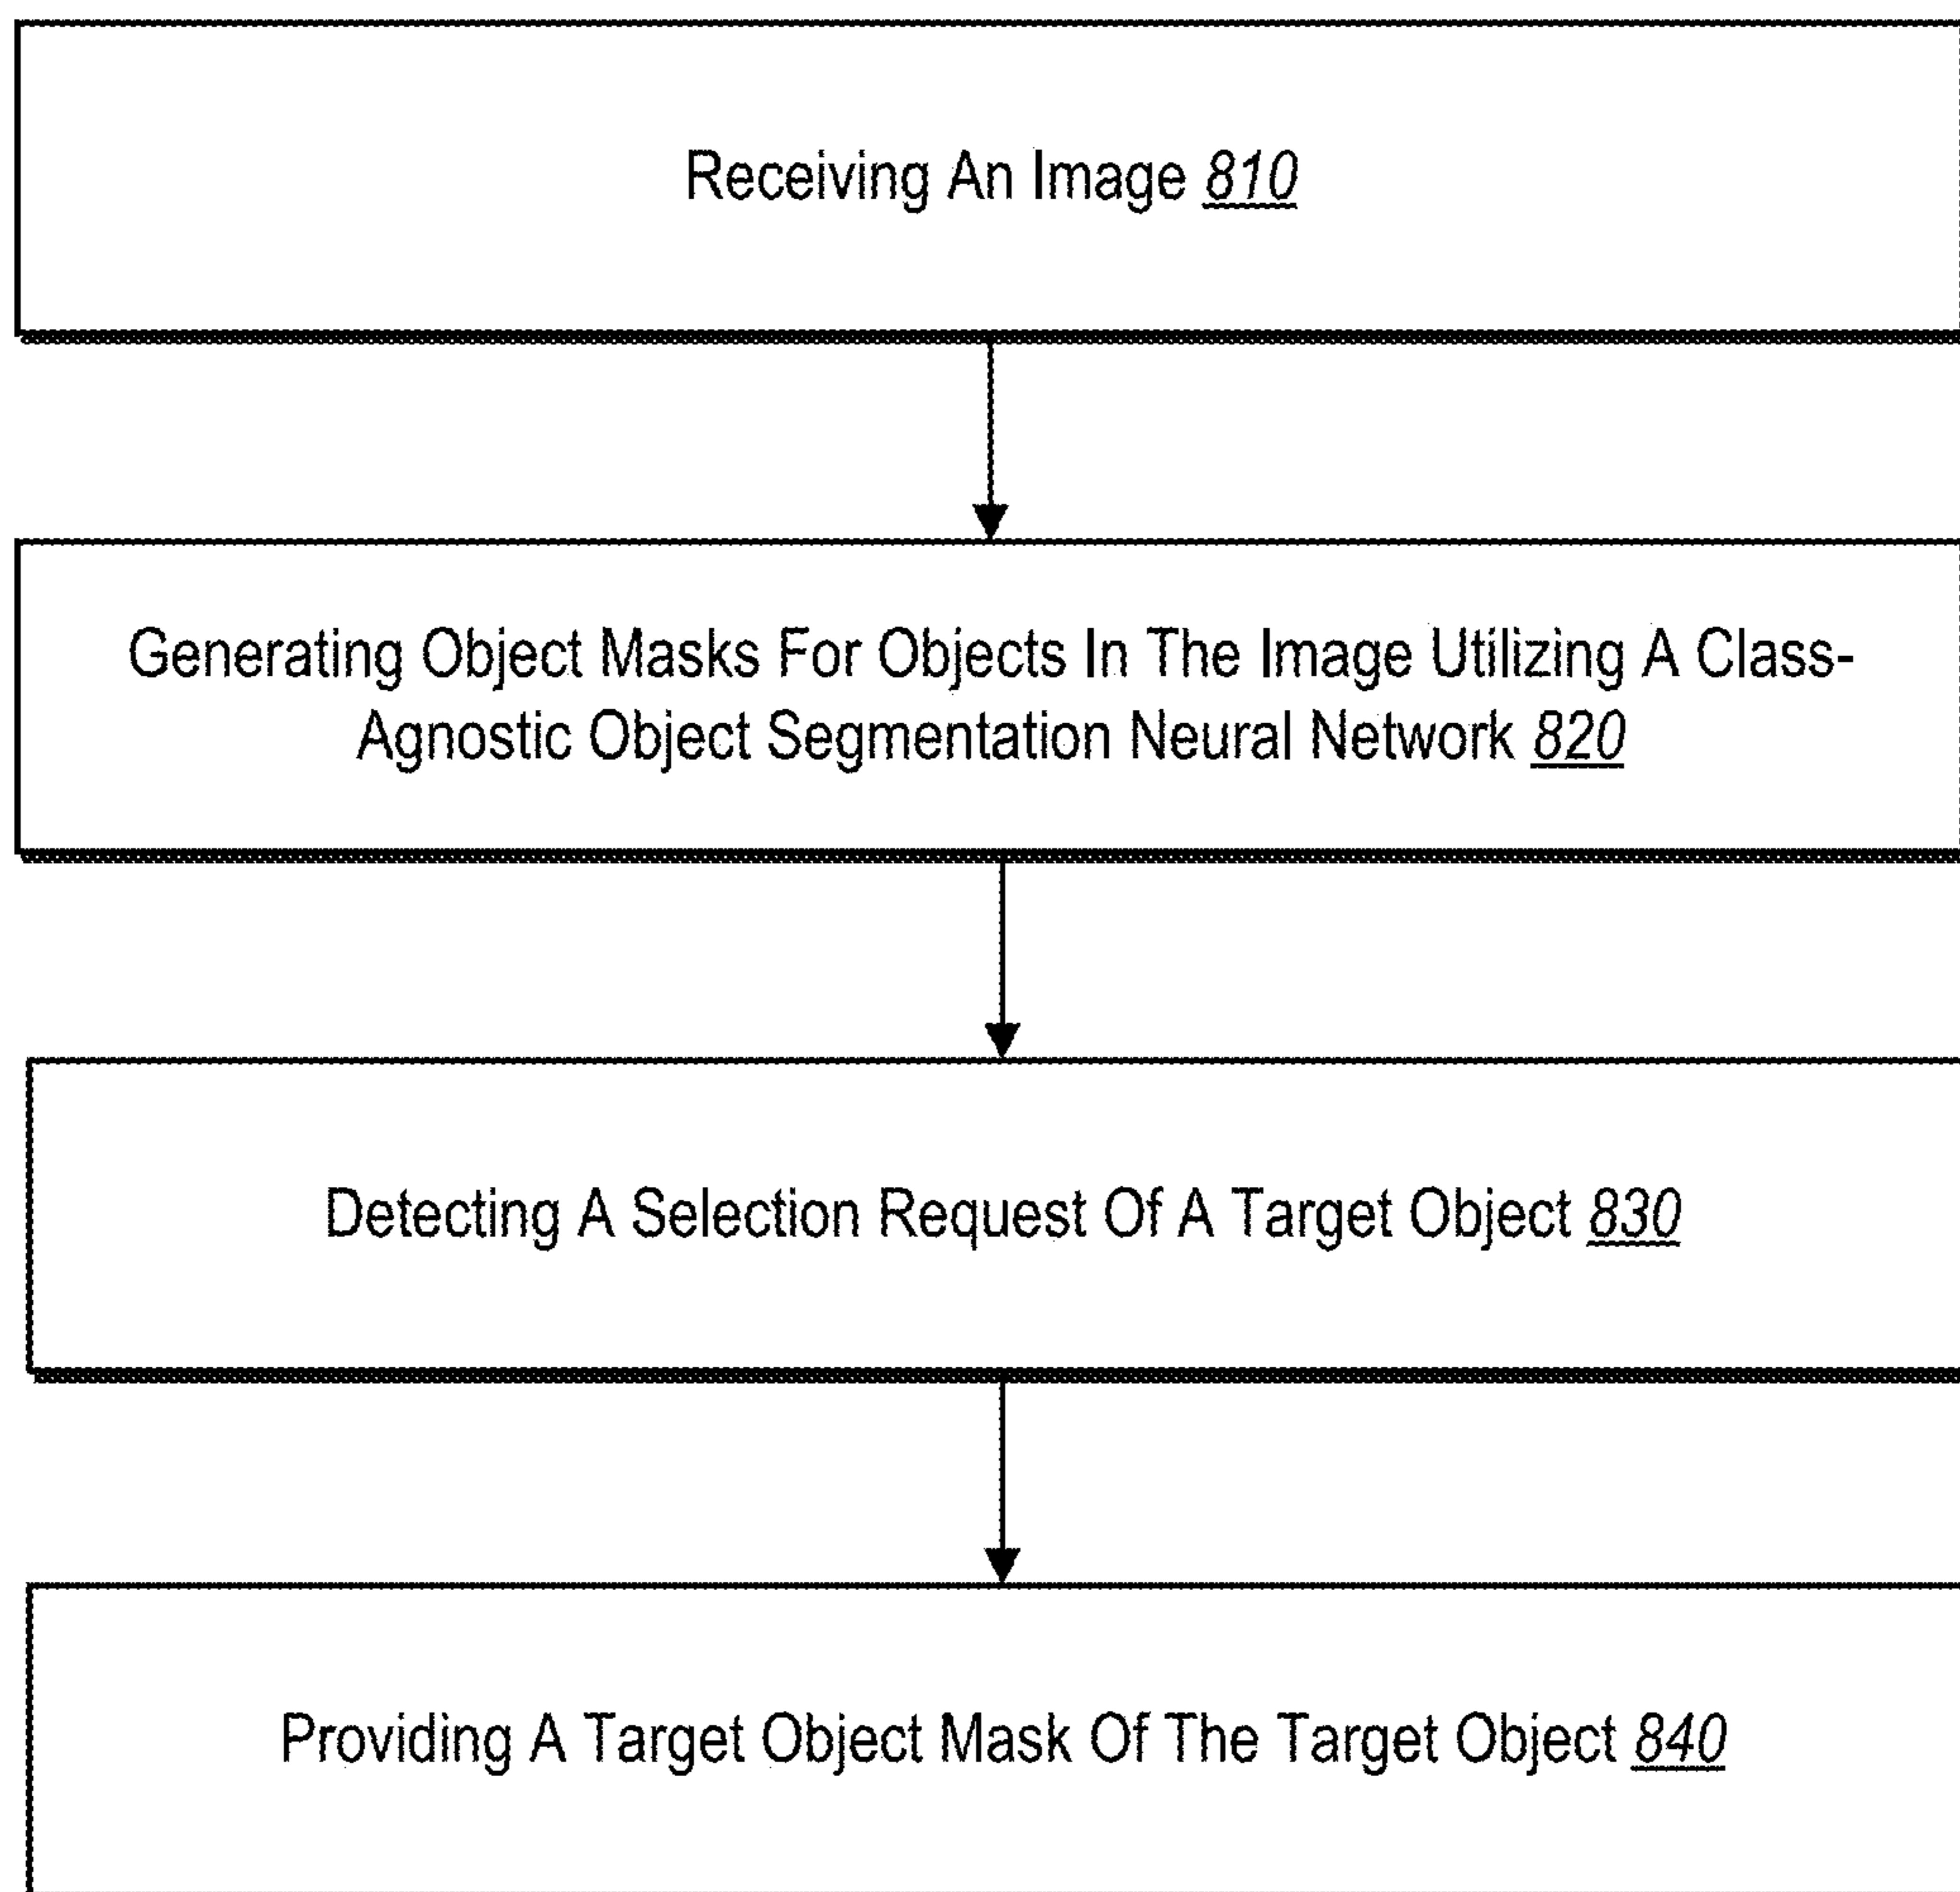 Receiving An Image 810
Generating Object Masks For Objects In The Image Utilizing A Class-
Agnostic Object Segmentation Neural Network 820
Detecting A Selection Request Of A Target Object 830
Providing A Target Object Mask Of The Target Object 840